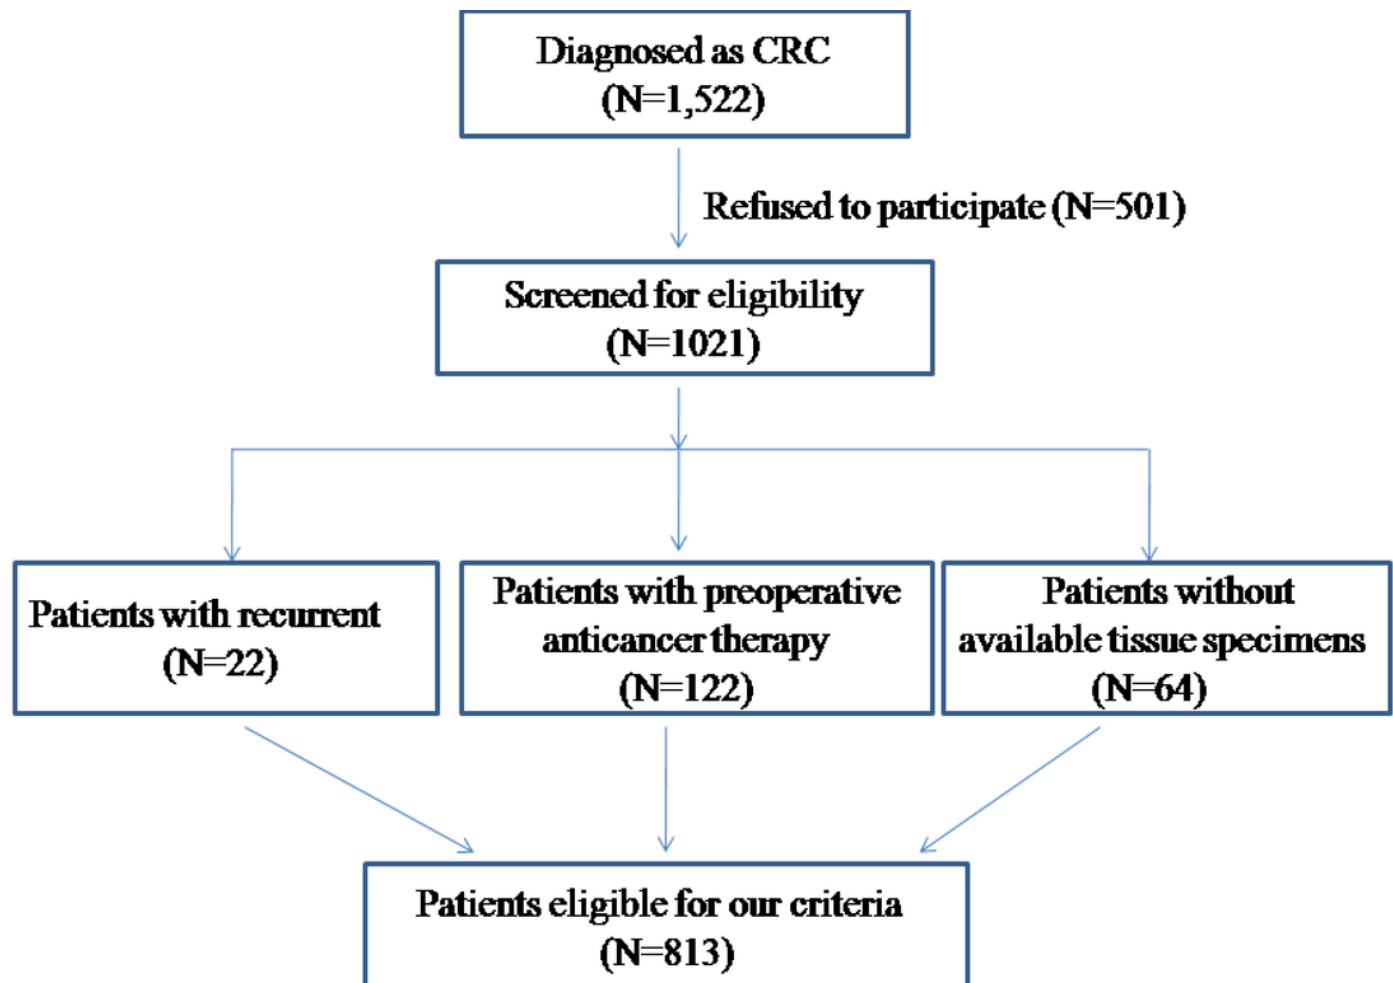 Diagnosed as CRC
(N=1,522)
Refused to participate (N=501)
Screened for eligibility
(N=1021)
Patients with recurrent
(N=22)
Patients with preoperative
anticancer therapy
(N=122)
Patients without
available tissue specimens
(N=64)
Patients eligible for our criteria
(N=813)